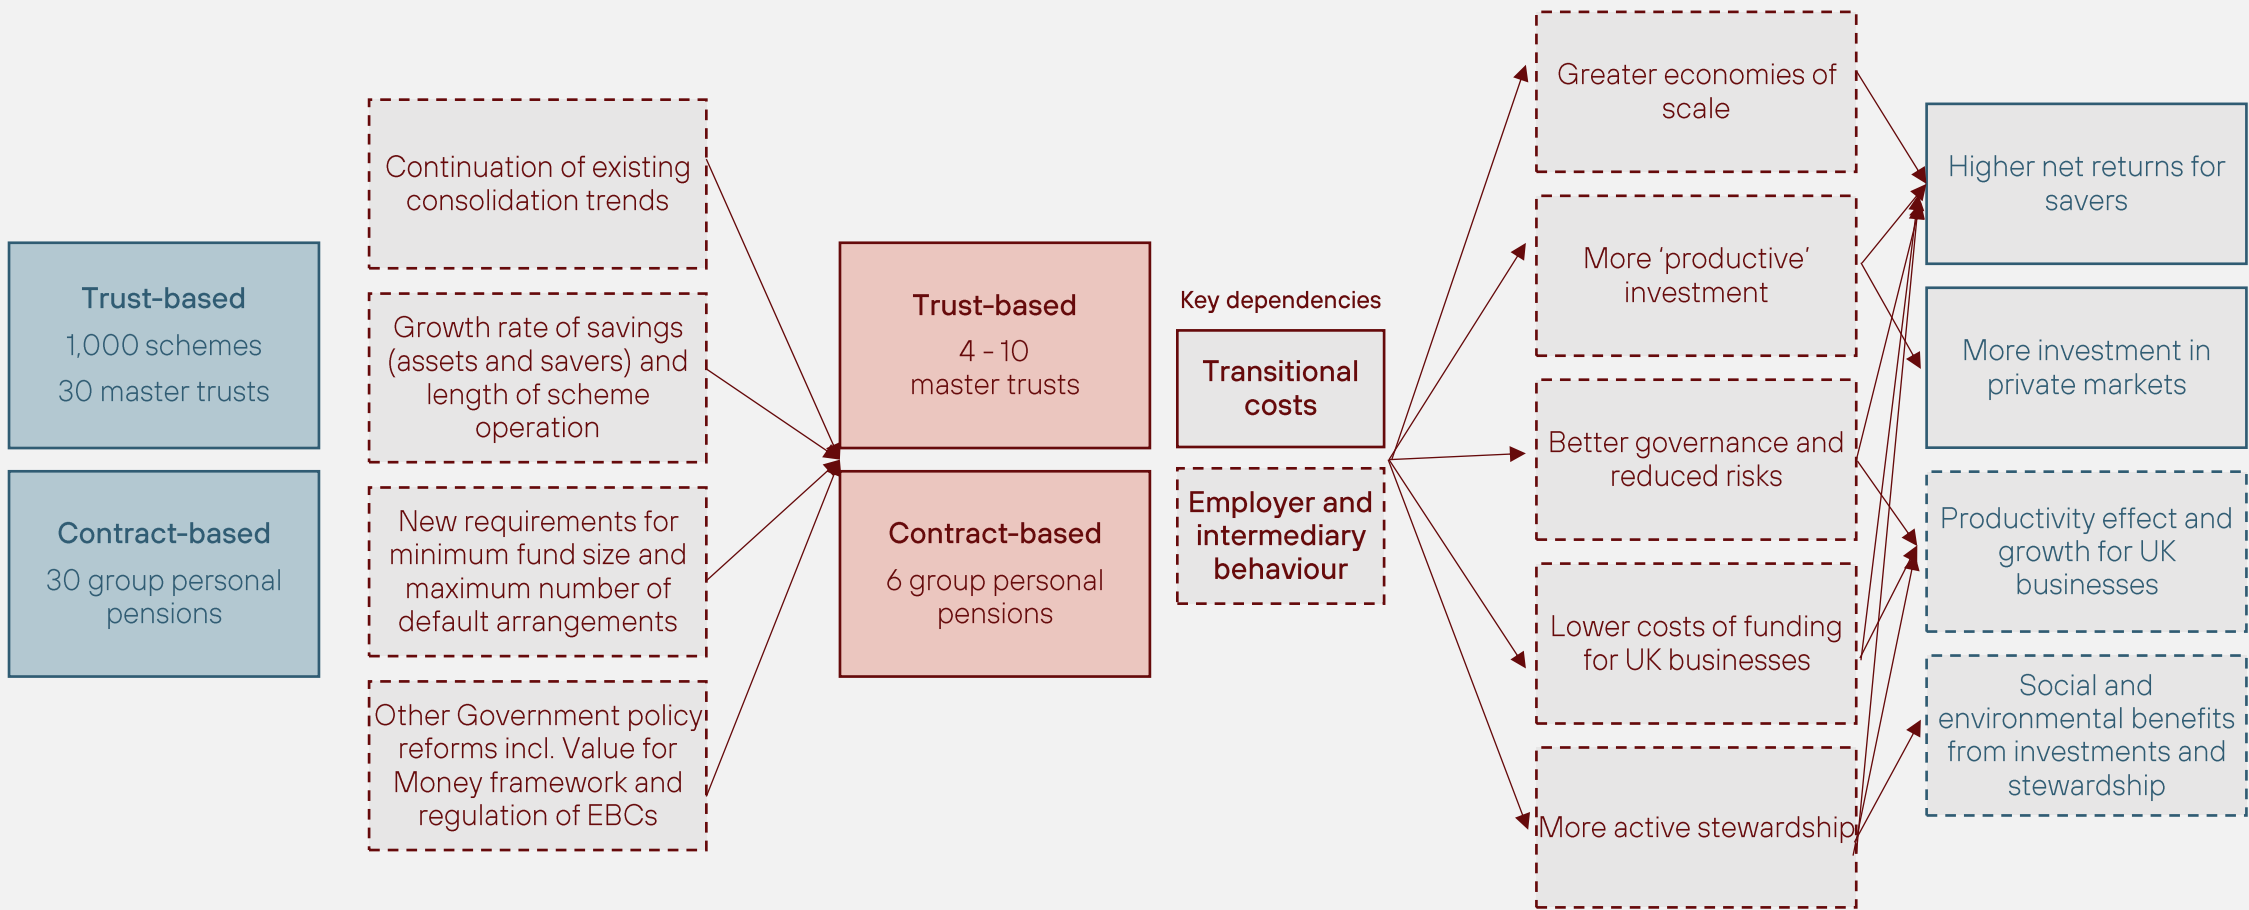 Trust-based
1,000 schemes
30 master trusts
Contract-based
30 group personal
pensions
Continuation of existing
consolidation trends
Growth rate of savings
(assets and savers) and
length of scheme
operation
New requirements for
minimum fund size and
maximum number of
default arrangements
Other Government policy
reforms incl. Value for
Money framework and
regulation of EBCs
Trust-based
4 - 10
master trusts
Contract-based
6 group personal
pensions
Key dependencies
Transitional
costs
Employer and
intermediary
behaviour
Greater economies of
scale
More ‘productive’
investment
Better governance and
reduced risks
Lower costs of funding
for UK businesses
More active stewardship
Higher net returns for
savers
More investment in
private markets
Productivity effect and
growth for UK
businesses
Social and
environmental benefits
from investments and
stewardship